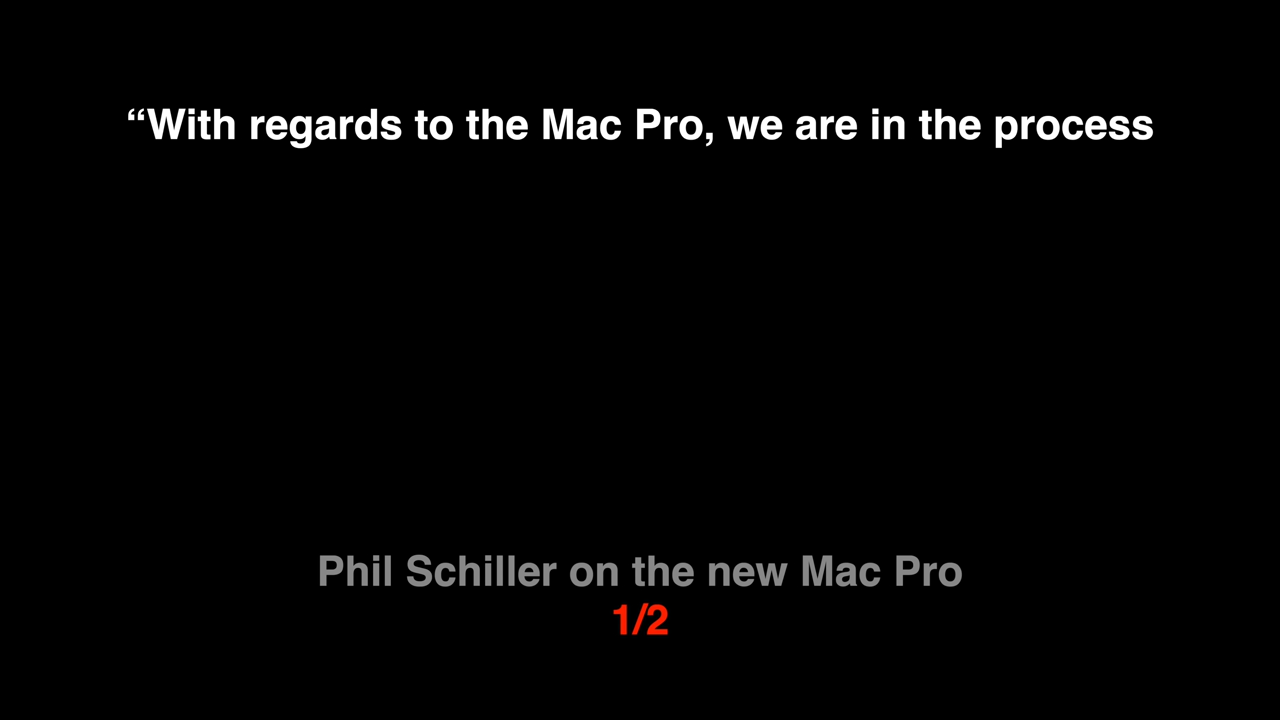 “With regards to the Mac Pro, we are in the process
Phil Schiller on the new Mac Pro
1/2